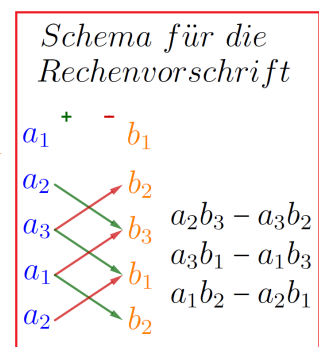 Schema für die
Rechenvorschrift
+ −
a₁ b₁
a₂ b₂
a₃ b₃ a₂b₃ − a₃b₂
a₁ b₁ a₃b₁ − a₁b₃
a₂ b₂ a₁b₂ − a₂b₁